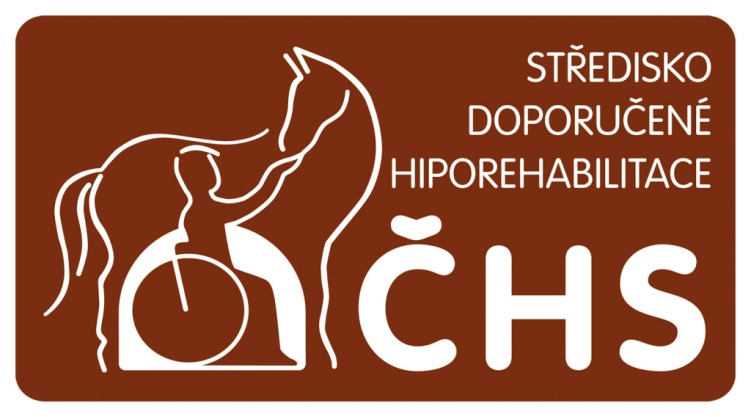 STŘEDISKO
DOPORUČENÉ
HIPOREHABILITACE
ČHS